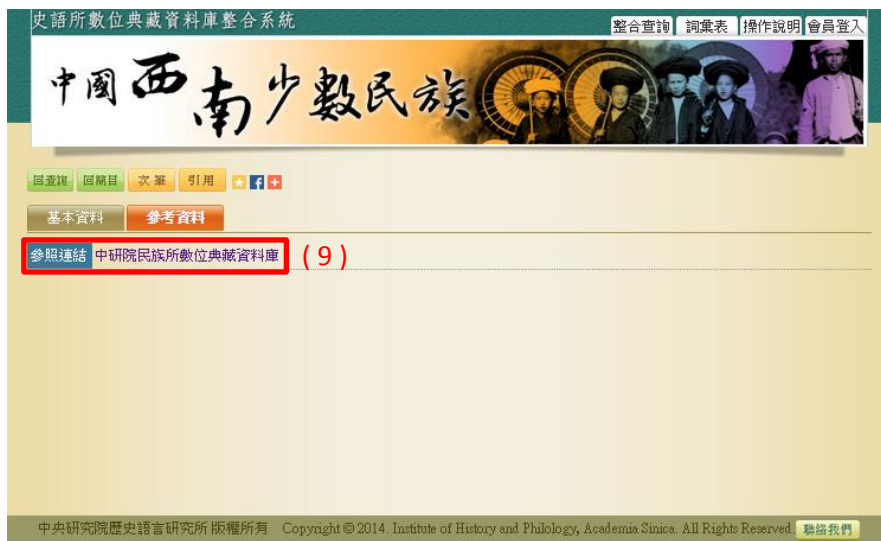 史語所數位典藏資料庫整合系統
整合查詢 詞彙表 操作說明 會員登入
中國西南少數民族
回查詢 回簡目 次筆 引用
基本資料 參考資料
參照連結 中研院民族所數位典藏資料庫 ( 9 )
中央研究院歷史語言研究所 版權所有 Copyright © 2014. Institute of History and Philology, Academia Sinica. All Rights Reserved. 聯絡我們